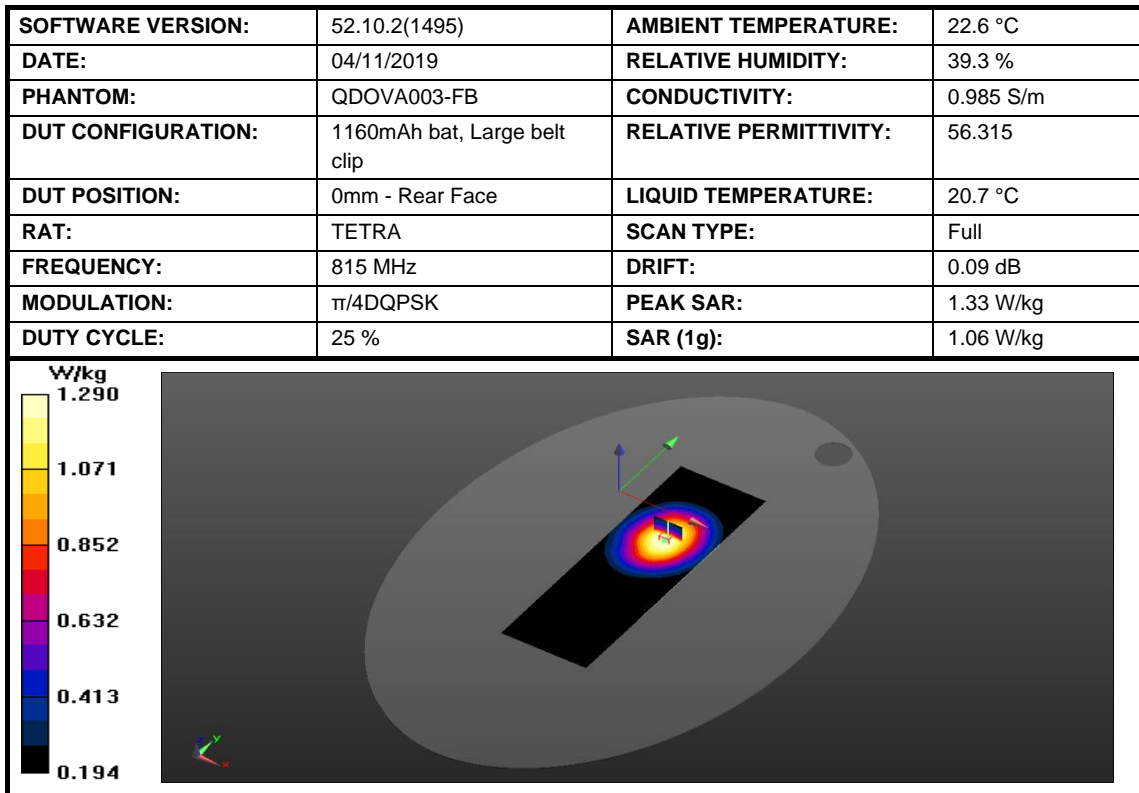 SOFTWARE VERSION: 52.10.2(1495) AMBIENT TEMPERATURE: 22.6 °C
DATE: 04/11/2019 RELATIVE HUMIDITY: 39.3 %
PHANTOM: QDOVA003-FB CONDUCTIVITY: 0.985 S/m
DUT CONFIGURATION: 1160mAh bat, Large belt RELATIVE PERMITTIVITY: 56.315
clip
DUT POSITION: 0mm - Rear Face LIQUID TEMPERATURE: 20.7 °C
RAT: TETRA SCAN TYPE: Full
FREQUENCY: 815 MHz DRIFT: 0.09 dB
MODULATION: π/4DQPSK PEAK SAR: 1.33 W/kg
DUTY CYCLE: 25 % SAR (1g): 1.06 W/kg
W/kg
1.290
1.071
0.852
0.632
0.413
0.194
z
y
x